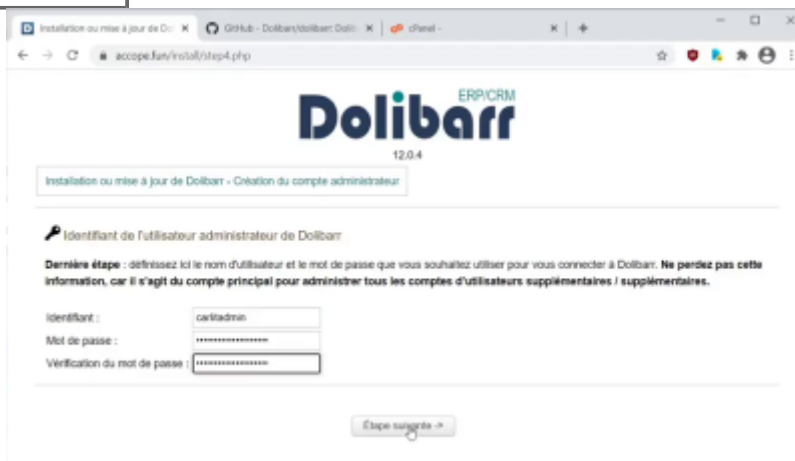 Installation ou mise à jour de Do
GitHub - Dolibarr/dolibarr: Dolib
cPanel -
accope.fun/install/step4.php
ERP/CRM
Dolibarr
12.0.4
Installation ou mise à jour de Dolibarr - Création du compte administrateur
Identifiant de l'utilisateur administrateur de Dolibarr
Dernière étape : définissez ici le nom d'utilisateur et le mot de passe que vous souhaitez utiliser pour vous connecter à Dolibarr. Ne perdez pas cette
information, car il s'agit du compte principal pour administrer tous les comptes d'utilisateurs supplémentaires / supplémentaires.
Identifiant :
Mot de passe :
Vérification du mot de passe :
Étape suivante ->